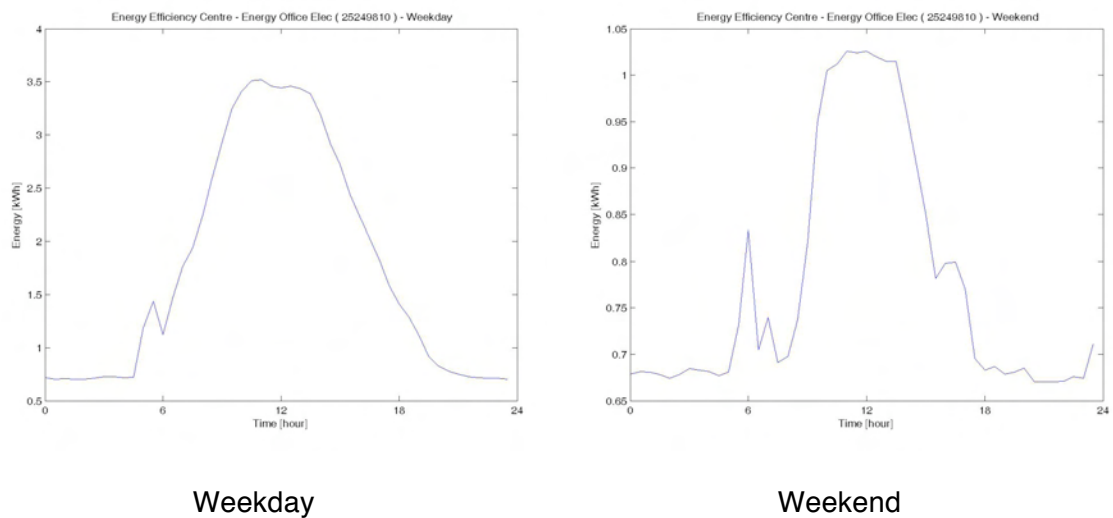 Energy Efficiency Centre - Energy Office Elec ( 25249810 ) - Weekday
4
3.5
3
2.5
2
1.5
1
0.5
Energy [kWh]
0 6 12 18 24
Time [hour]
Weekday
Energy Efficiency Centre - Energy Office Elec ( 25249810 ) - Weekend
1.05
1
0.95
0.9
0.85
0.8
0.75
0.7
0.65
Energy [kWh]
0 6 12 18 24
Time [hour]
Weekend